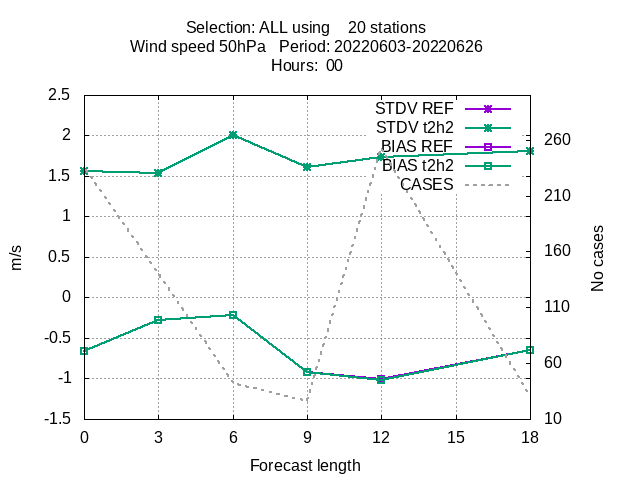 Selection: ALL using    20 stations
Wind speed 50hPa   Period: 20220603-20220626
Hours:  00
STDV REF
STDV t2h2
BIAS REF
BIAS t2h2
CASES
2.5
2
1.5
1
0.5
0
-0.5
-1
-1.5
m/s
260
210
160
110
60
10
No cases
0 3 6 9 12 15 18
Forecast length